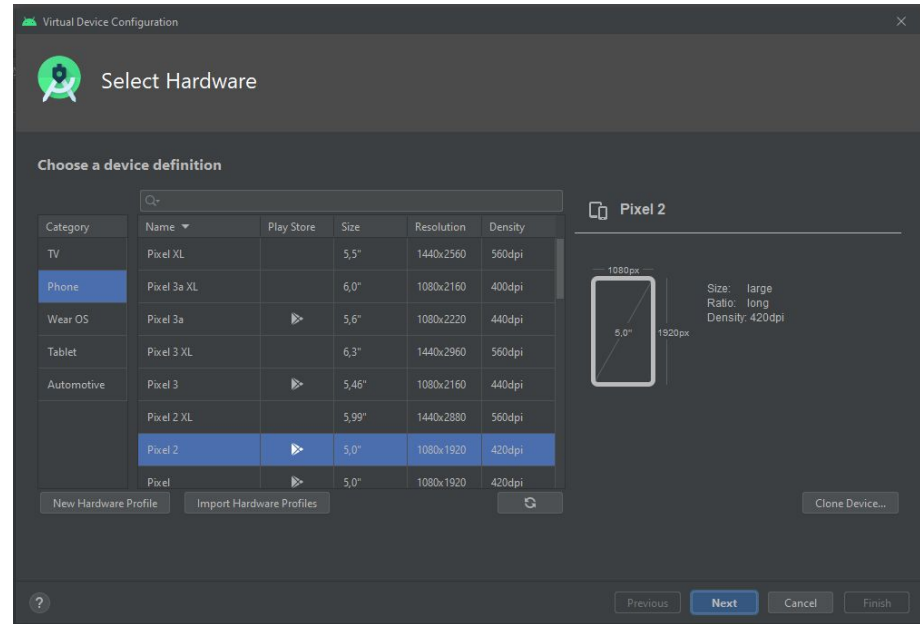 Virtual Device Configuration
Select Hardware
Choose a device definition
Category
TV
Phone
Wear OS
Tablet
Automotive
Name Play Store Size Resolution Density
Pixel XL 5,5" 1440x2560 560dpi
Pixel 3a XL 6,0" 1080x2160 400dpi
Pixel 3a 5,6" 1080x2220 440dpi
Pixel 3 XL 6,3" 1440x2960 560dpi
Pixel 3 5,46" 1080x2160 440dpi
Pixel 2 XL 5,99" 1440x2880 560dpi
Pixel 2 5,0" 1080x1920 420dpi
Pixel 5,0" 1080x1920 420dpi
New Hardware Profile Import Hardware Profiles
Pixel 2
1080px
5,0"
1920px
Size: large
Ratio: long
Density: 420dpi
Clone Device...
? Previous Next Cancel Finish